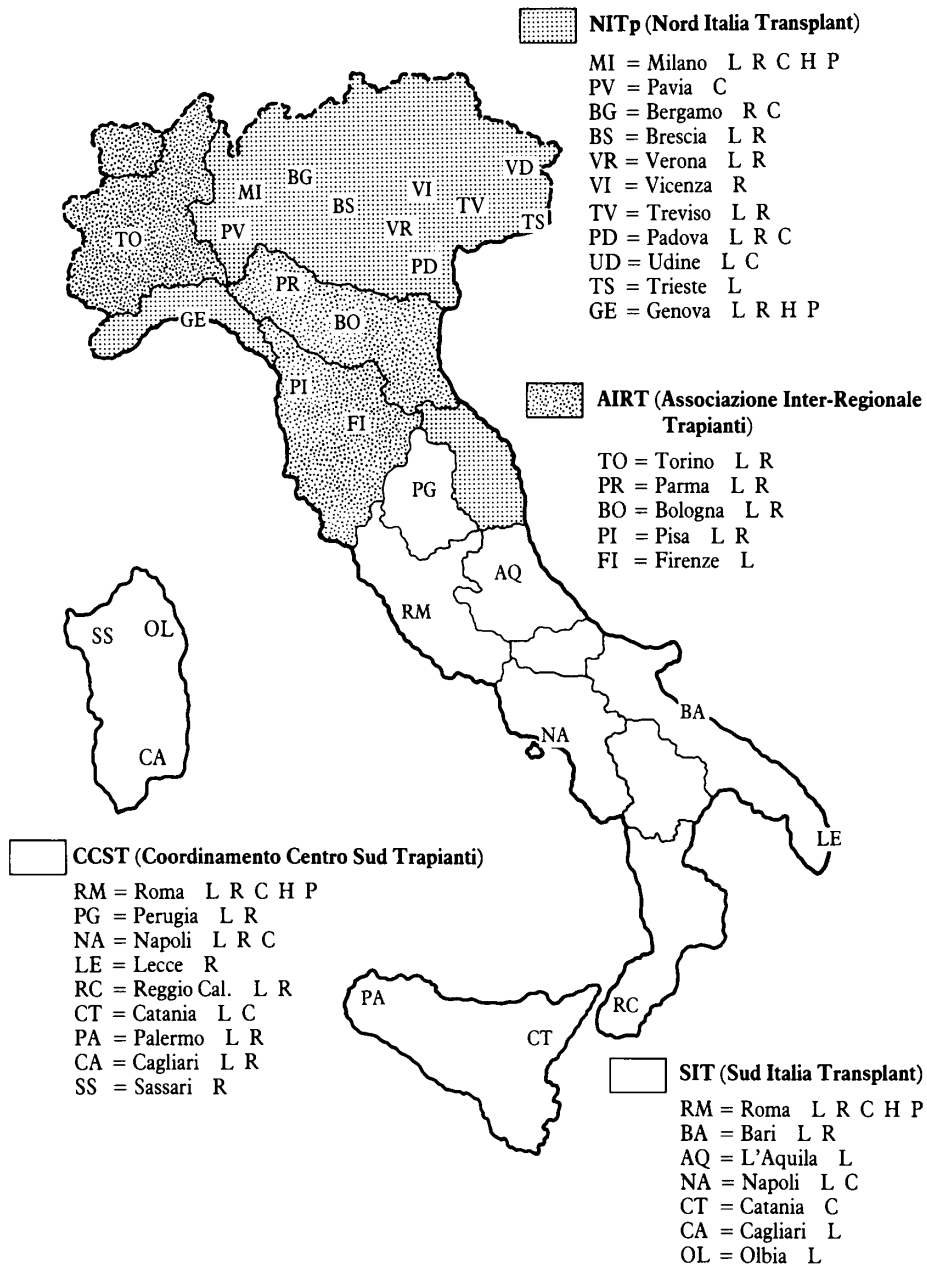 NITp (Nord Italia Transplant)
MI = Milano L R C H P
PV = Pavia C
BG = Bergamo R C
BS = Brescia L R
VR = Verona L R
VI = Vicenza R
TV = Treviso L R
PD = Padova L R C
UD = Udine L C
TS = Trieste L
GE = Genova L R H P
VD
BG
MI
VI
BS
TV
TS
PV
VR
TO
PD
PR
GE
BO
PI
FI
AIRT (Associazione Inter-Regionale
Trapianti)
TO = Torino L R
PR = Parma L R
BO = Bologna L R
PI = Pisa L R
FI = Firenze L
PG
AQ
RM
SS
OL
BA
NA
CA
LE
CCST (Coordinamento Centro Sud Trapianti)
RM = Roma L R C H P
PG = Perugia L R
NA = Napoli L R C
LE = Lecce R
RC = Reggio Cal. L R
CT = Catania L C
PA = Palermo L R
CA = Cagliari L R
SS = Sassari R
PA
RC
CT
SIT (Sud Italia Transplant)
RM = Roma L R C H P
BA = Bari L R
AQ = L'Aquila L
NA = Napoli L C
CT = Catania C
CA = Cagliari L
OL = Olbia L